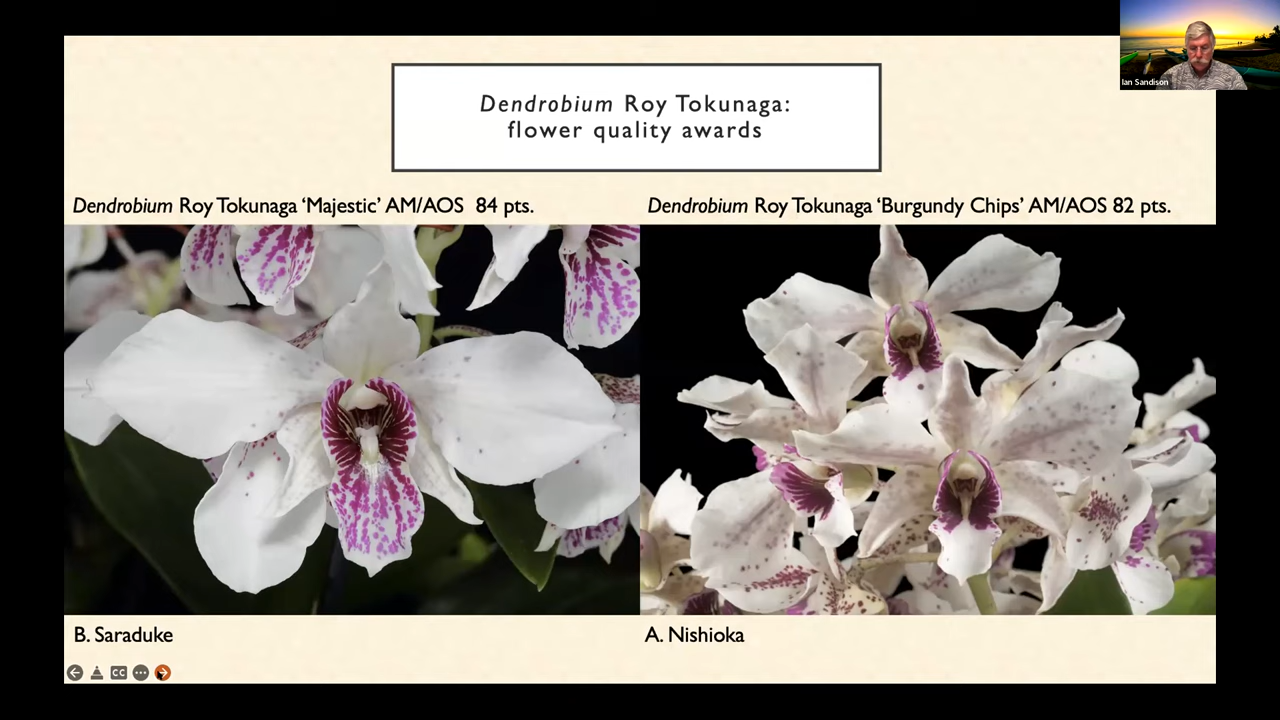 Ian Sandison
Dendrobium Roy Tokunaga:
flower quality awards
Dendrobium Roy Tokunaga ‘Majestic’ AM/AOS 84 pts.
Dendrobium Roy Tokunaga ‘Burgundy Chips’ AM/AOS 82 pts.
B. Saraduke
A. Nishioka
CC